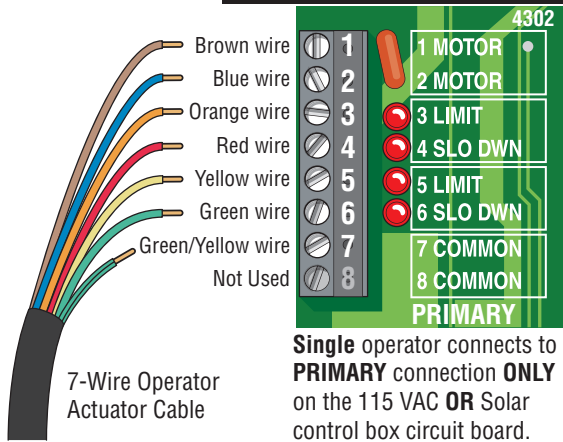 4302
Brown wire 1 1 MOTOR
Blue wire 2 2 MOTOR
Orange wire 3 3 LIMIT
Red wire 4 4 SLO DWN
Yellow wire 5 5 LIMIT
Green wire 6 6 SLO DWN
Green/Yellow wire 7 7 COMMON
Not Used 8 8 COMMON
PRIMARY
7-Wire Operator
Actuator Cable
Single operator connects to
PRIMARY connection ONLY
on the 115 VAC OR Solar
control box circuit board.